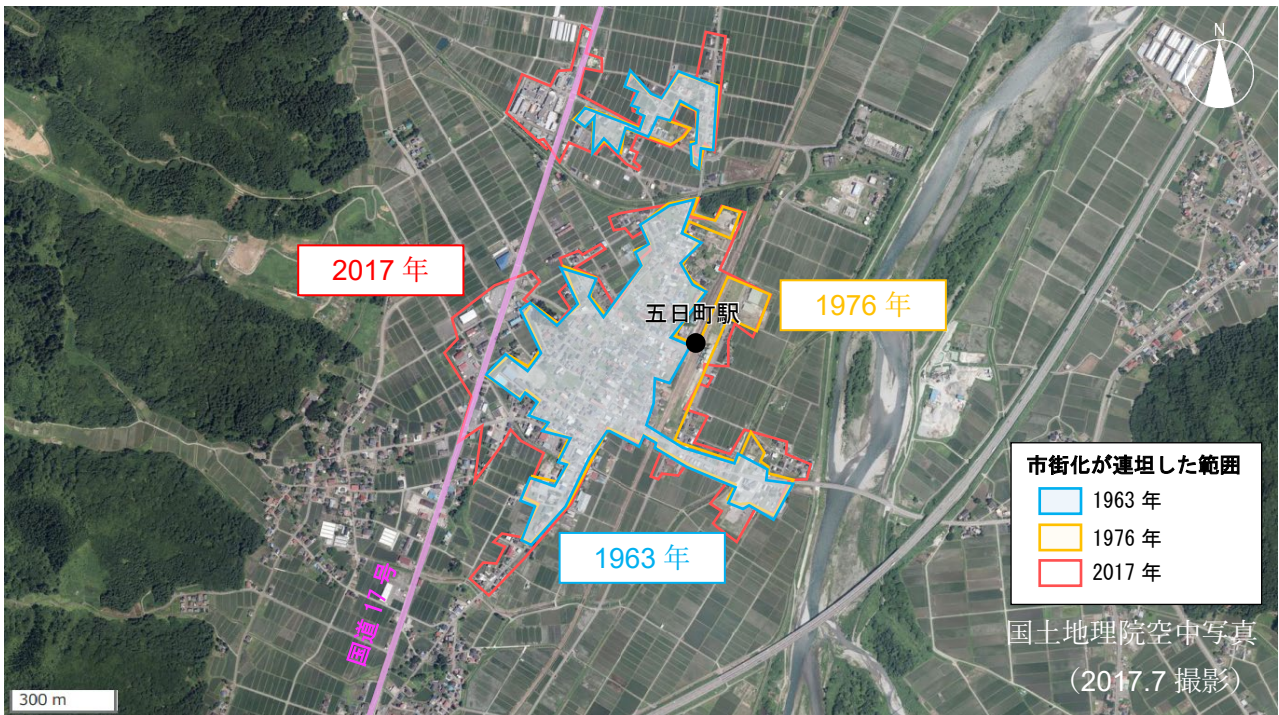 N
2017 年
五日町駅
1976 年
市街化が連坦した範囲
1963 年
1976 年
2017 年
1963 年
国道 17 号
国土地理院空中写真
（2017.7 撮影）
300 m